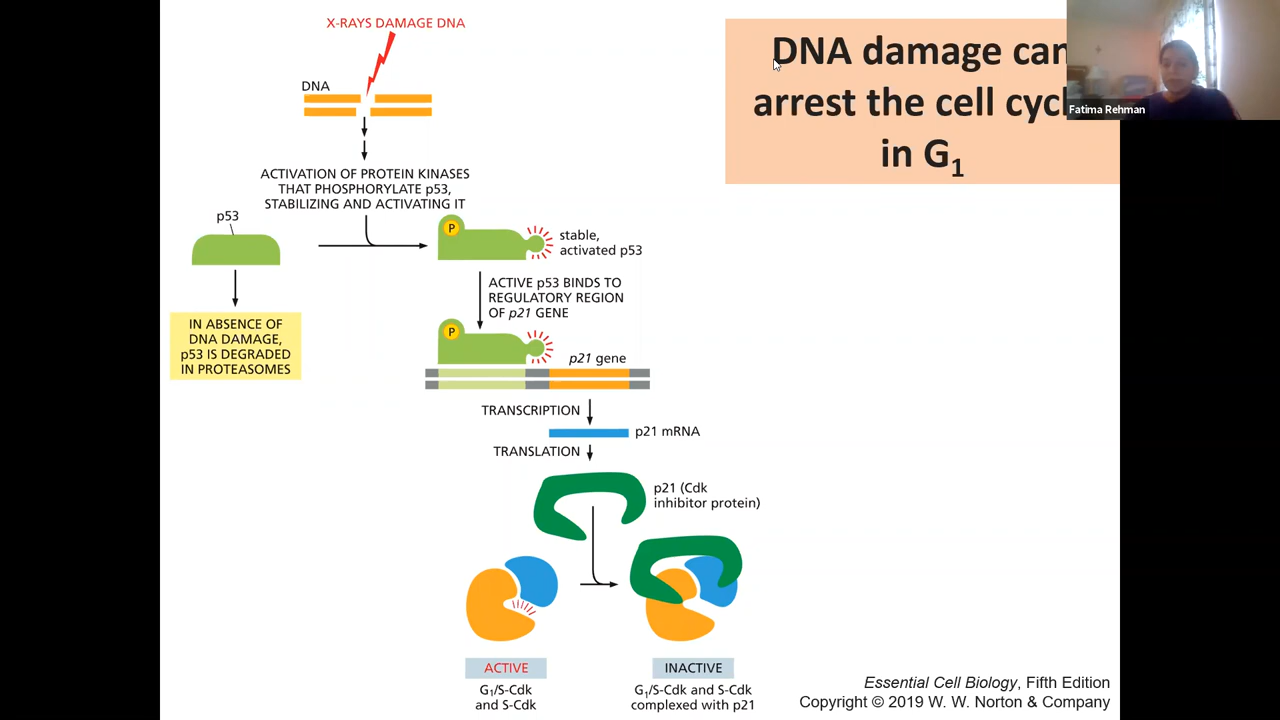 X-RAYS DAMAGE DNA
DNA
ACTIVATION OF PROTEIN KINASES
THAT PHOSPHORYLATE p53,
STABILIZING AND ACTIVATING IT
p53
P
stable,
activated p53
IN ABSENCE OF
DNA DAMAGE,
p53 IS DEGRADED
IN PROTEASOMES
ACTIVE p53 BINDS TO
REGULATORY REGION
OF p21 GENE
P
p21 gene
TRANSCRIPTION
p21 mRNA
TRANSLATION
p21 (Cdk
inhibitor protein)
ACTIVE
G1/S-Cdk
and S-Cdk
INACTIVE
G1/S-Cdk and S-Cdk
complexed with p21
DNA damage can
arrest the cell cyc
in G1
Fatima Rehman
Essential Cell Biology, Fifth Edition
Copyright © 2019 W. W. Norton & Company